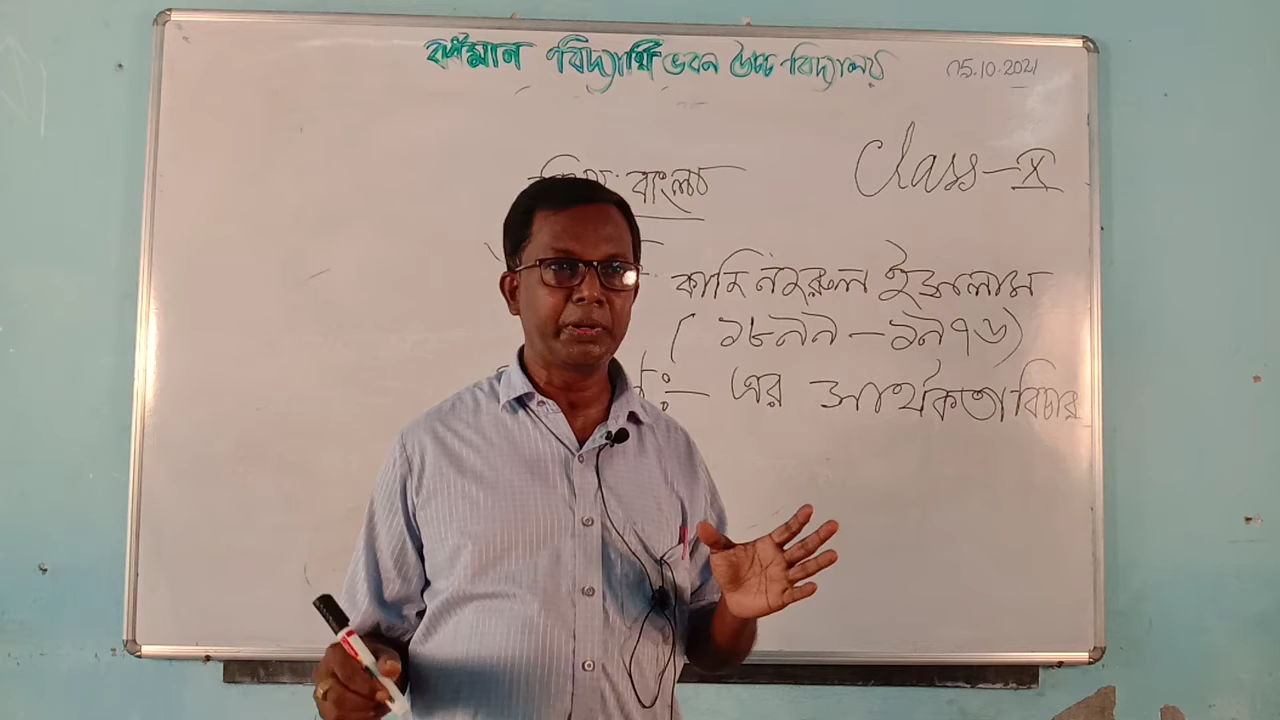 বর্ধমান বিদ্যার্থি ভবন উচ্চ বিদ্যালয়
05.10.2021
Class-X
বাংলা
কাজি নজরুল ইসলাম
(১৮৯৯ – ১৯৭৬)
:- এর সার্থকতা বিচার